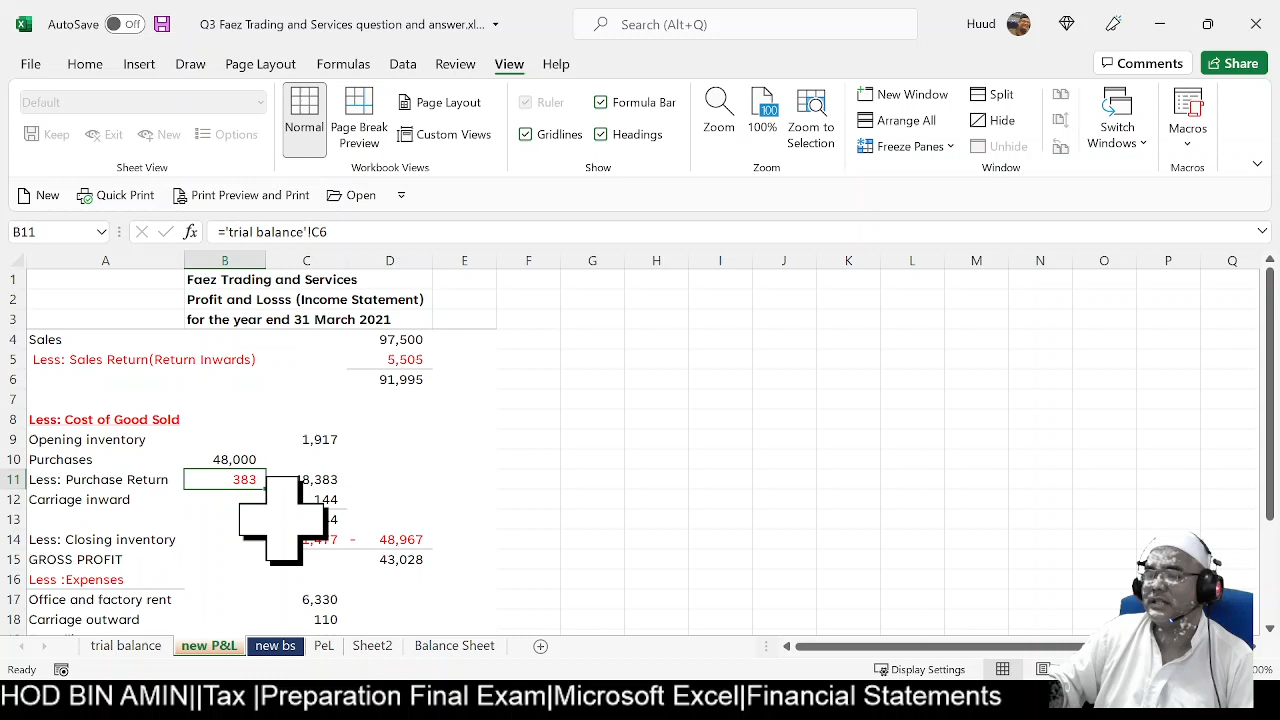 AutoSave Off Q3 Faez Trading and Services question and answer.xl... Search (Alt+Q) Huud
File Home Insert Draw Page Layout Formulas Data Review View Help Comments Share
Default
Keep Exit New Options
Sheet View
Normal
Page Break Preview
Page Layout
Custom Views
Workbook Views
Ruler Formula Bar
Gridlines Headings
Show
Zoom
100 100%
Zoom to Selection
Zoom
New Window
Arrange All
Freeze Panes
Split
Hide
Unhide
Switch Windows
Window
Macros
Macros
New Quick Print Print Preview and Print Open
B11 fx ='trial balance'!C6
A B C D E F G H I J K L M N O P Q
1 Faez Trading and Services
2 Profit and Losss (Income Statement)
3 for the year end 31 March 2021
4 Sales 97,500
5 Less: Sales Return(Return Inwards) 5,505
6 91,995
7
8 Less: Cost of Good Sold
9 Opening inventory 1,917
10 Purchases 48,000
11 Less: Purchase Return 383 8,383
12 Carriage inward 144
13 4
14 Less: Closing inventory - 48,967
15 GROSS PROFIT 43,028
16 Less :Expenses
17 Office and factory rent 6,330
18 Carriage outward 110
trial balance new P&L new bs PeL Sheet2 Balance Sheet
Ready Display Settings 00%
HOD BIN AMIN||Tax |Preparation Final Exam|Microsoft Excel|Financial Statements